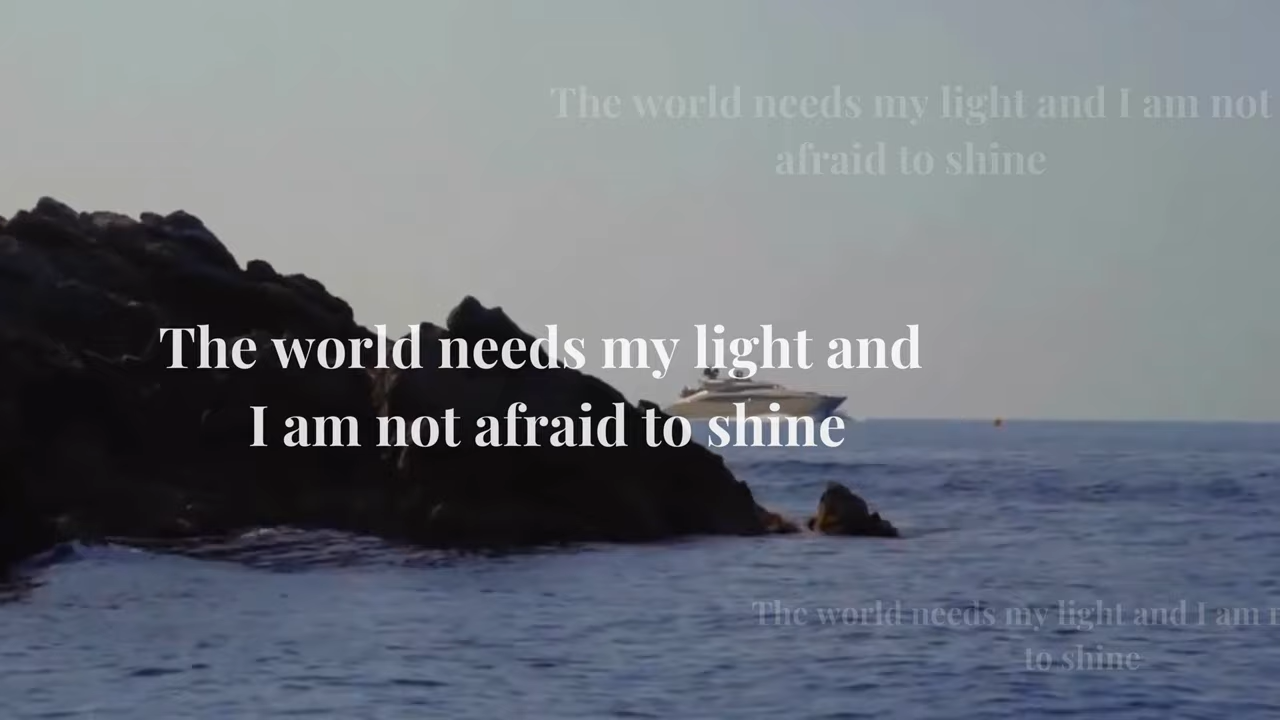 The world needs my light and I am not
afraid to shine
The world needs my light and
I am not afraid to shine
The world needs my light and I am
to shine